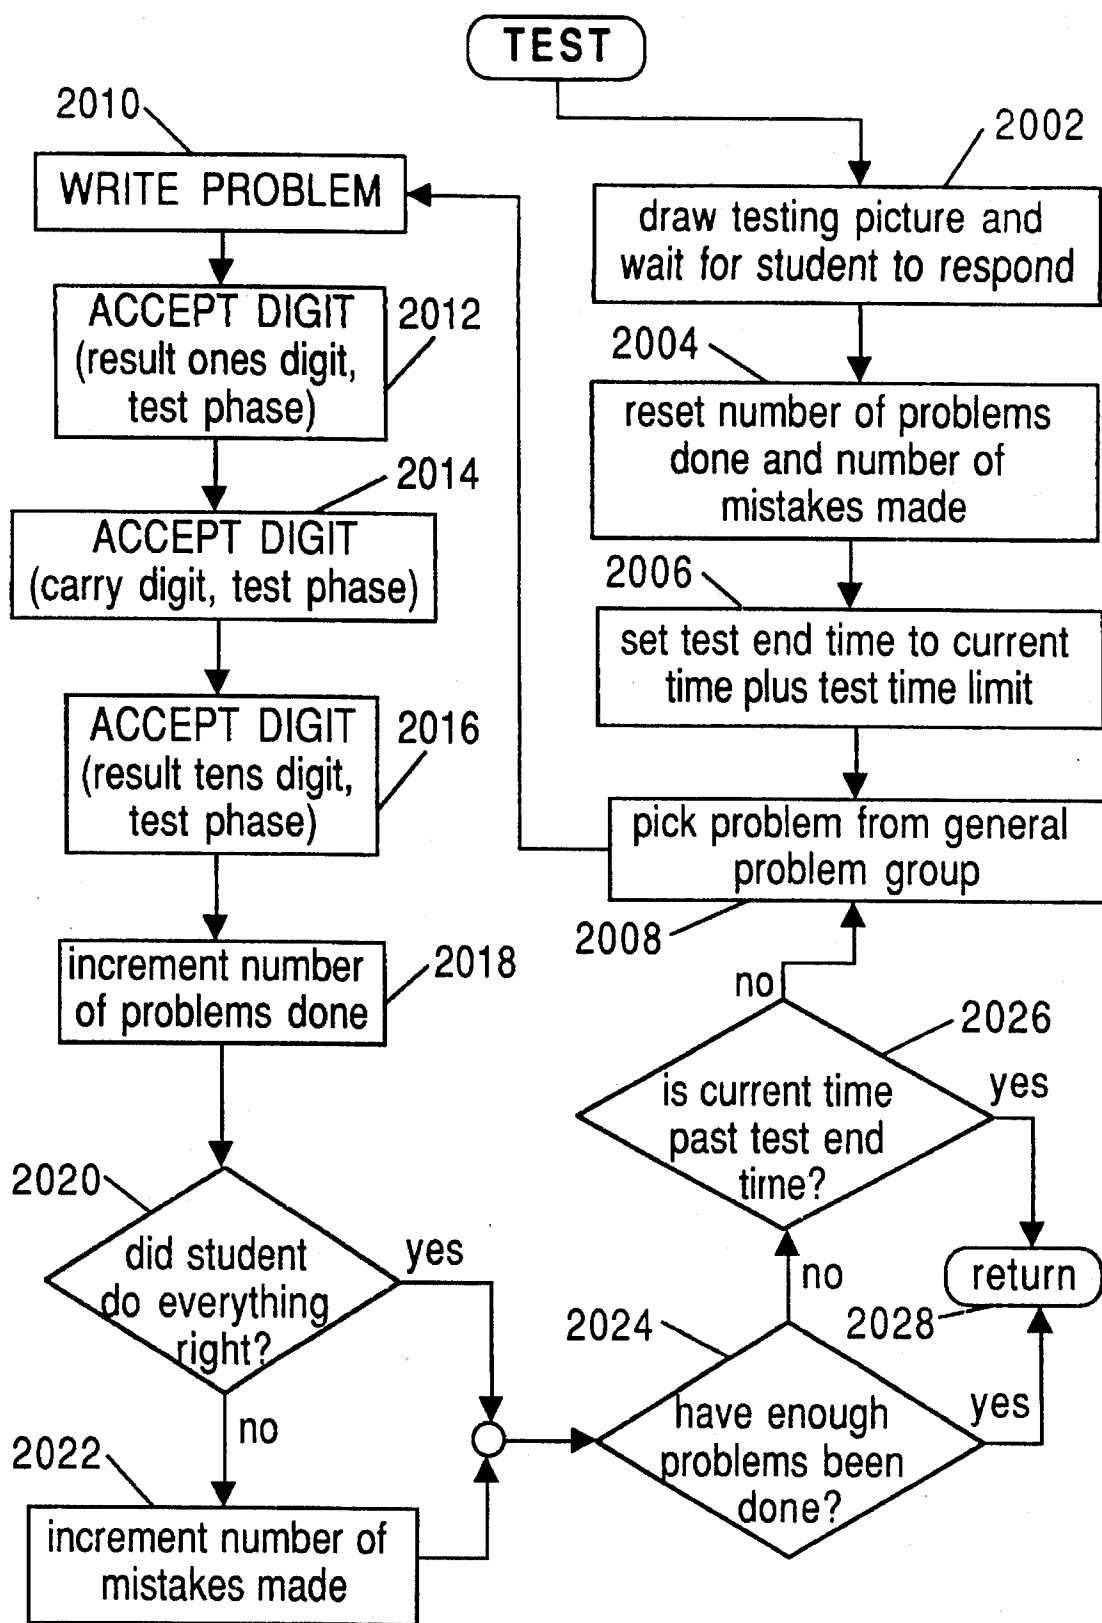 TEST
2002
draw testing picture and
wait for student to respond
2004
reset number of problems
done and number of
mistakes made
2006
set test end time to current
time plus test time limit
pick problem from general
problem group
2008
2010
WRITE PROBLEM
ACCEPT DIGIT
(result ones digit,
test phase)
2012
2014
ACCEPT DIGIT
(carry digit, test phase)
ACCEPT DIGIT
(result tens digit,
test phase)
2016
increment number
of problems done
2018
2020
did student
do everything
right?
yes
no
2022
increment number of
mistakes made
2024
have enough
problems been
done?
yes
no
2026
is current time
past test end
time?
no
yes
return
2028